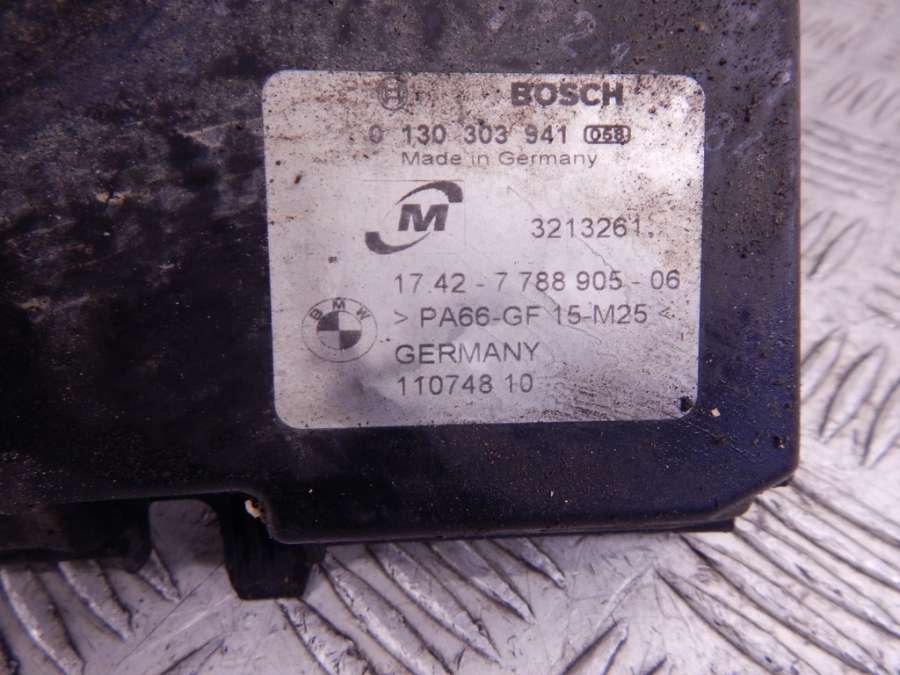 BOSCH
0 130 303 941 058
Made in Germany
M
3213261
17.42 - 7 788 905 - 06
BMW
> PA66-GF 15-M25 <
GERMANY
110748 10